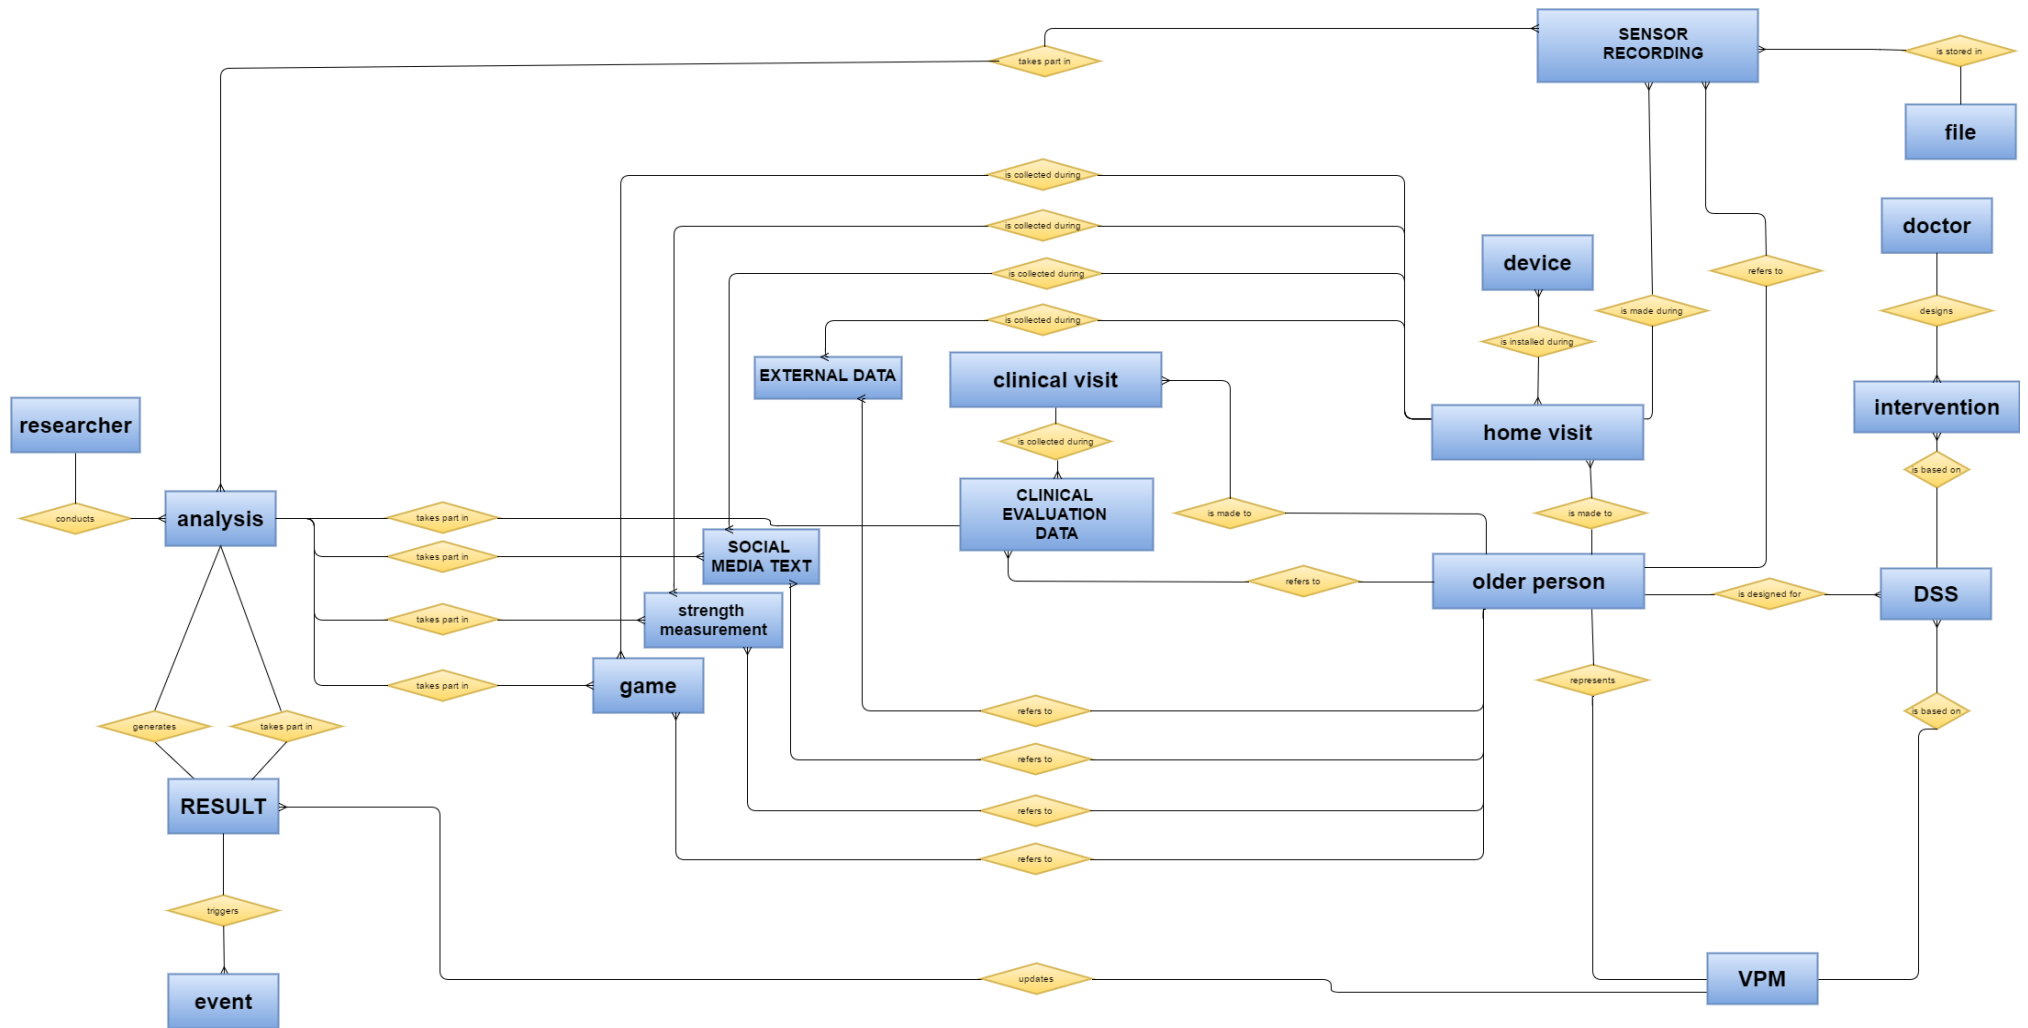 SENSOR
RECORDING
takes part in
is stored in
file
is collected during
is collected during
is collected during
is collected during
doctor
device
refers to
is made during
designs
is installed during
EXTERNAL DATA
clinical visit
home visit
intervention
researcher
is collected during
is based on
analysis
conducts
takes part in
takes part in
takes part in
takes part in
CLINICAL
EVALUATION
DATA
is made to
is made to
SOCIAL
MEDIA TEXT
older person
refers to
is designed for
DSS
strength
measurement
game
represents
refers to
refers to
refers to
refers to
is based on
generates
takes part in
RESULT
triggers
event
updates
VPM